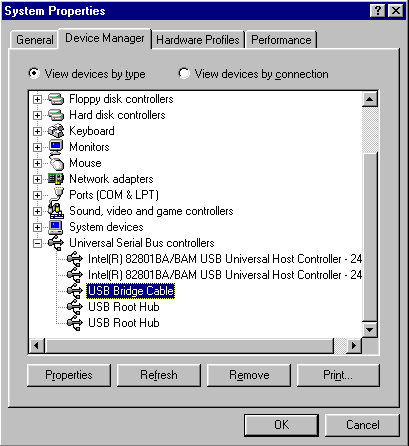 System Properties
General Device Manager Hardware Profiles Performance
View devices by type View devices by connection
Floppy disk controllers
Hard disk controllers
Keyboard
Monitors
Mouse
Network adapters
Ports (COM & LPT)
Sound, video and game controllers
System devices
Universal Serial Bus controllers
Intel(R) 82801BA/BAM USB Universal Host Controller - 24
Intel(R) 82801BA/BAM USB Universal Host Controller - 24
USB Bridge Cable
USB Root Hub
USB Root Hub
Properties Refresh Remove Print...
OK Cancel